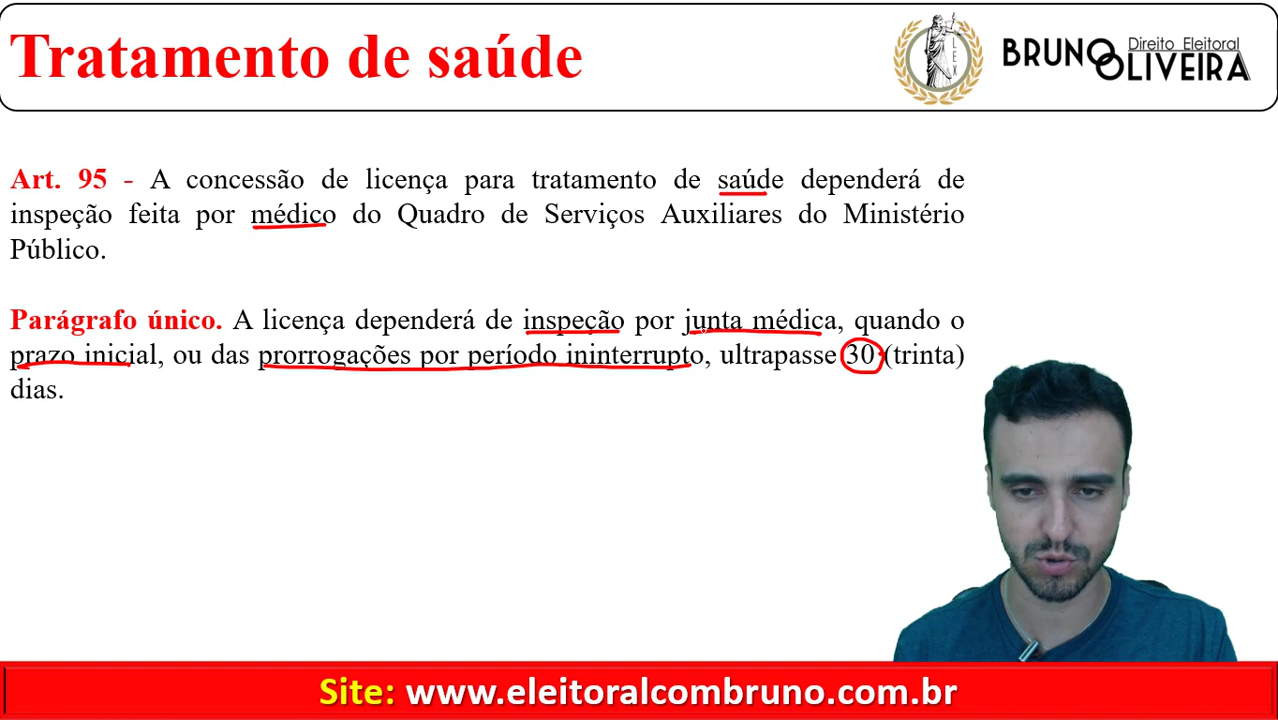 Tratamento de saúde
LEX
BRUNO Direito Eleitoral
OLIVEIRA
Art. 95 - A concessão de licença para tratamento de saúde dependerá de
inspeção feita por médico do Quadro de Serviços Auxiliares do Ministério
Público.
Parágrafo único. A licença dependerá de inspeção por junta médica, quando o
prazo inicial, ou das prorrogações por período ininterrupto, ultrapasse 30 (trinta)
dias.
Site: www.eleitoralcombruno.com.br